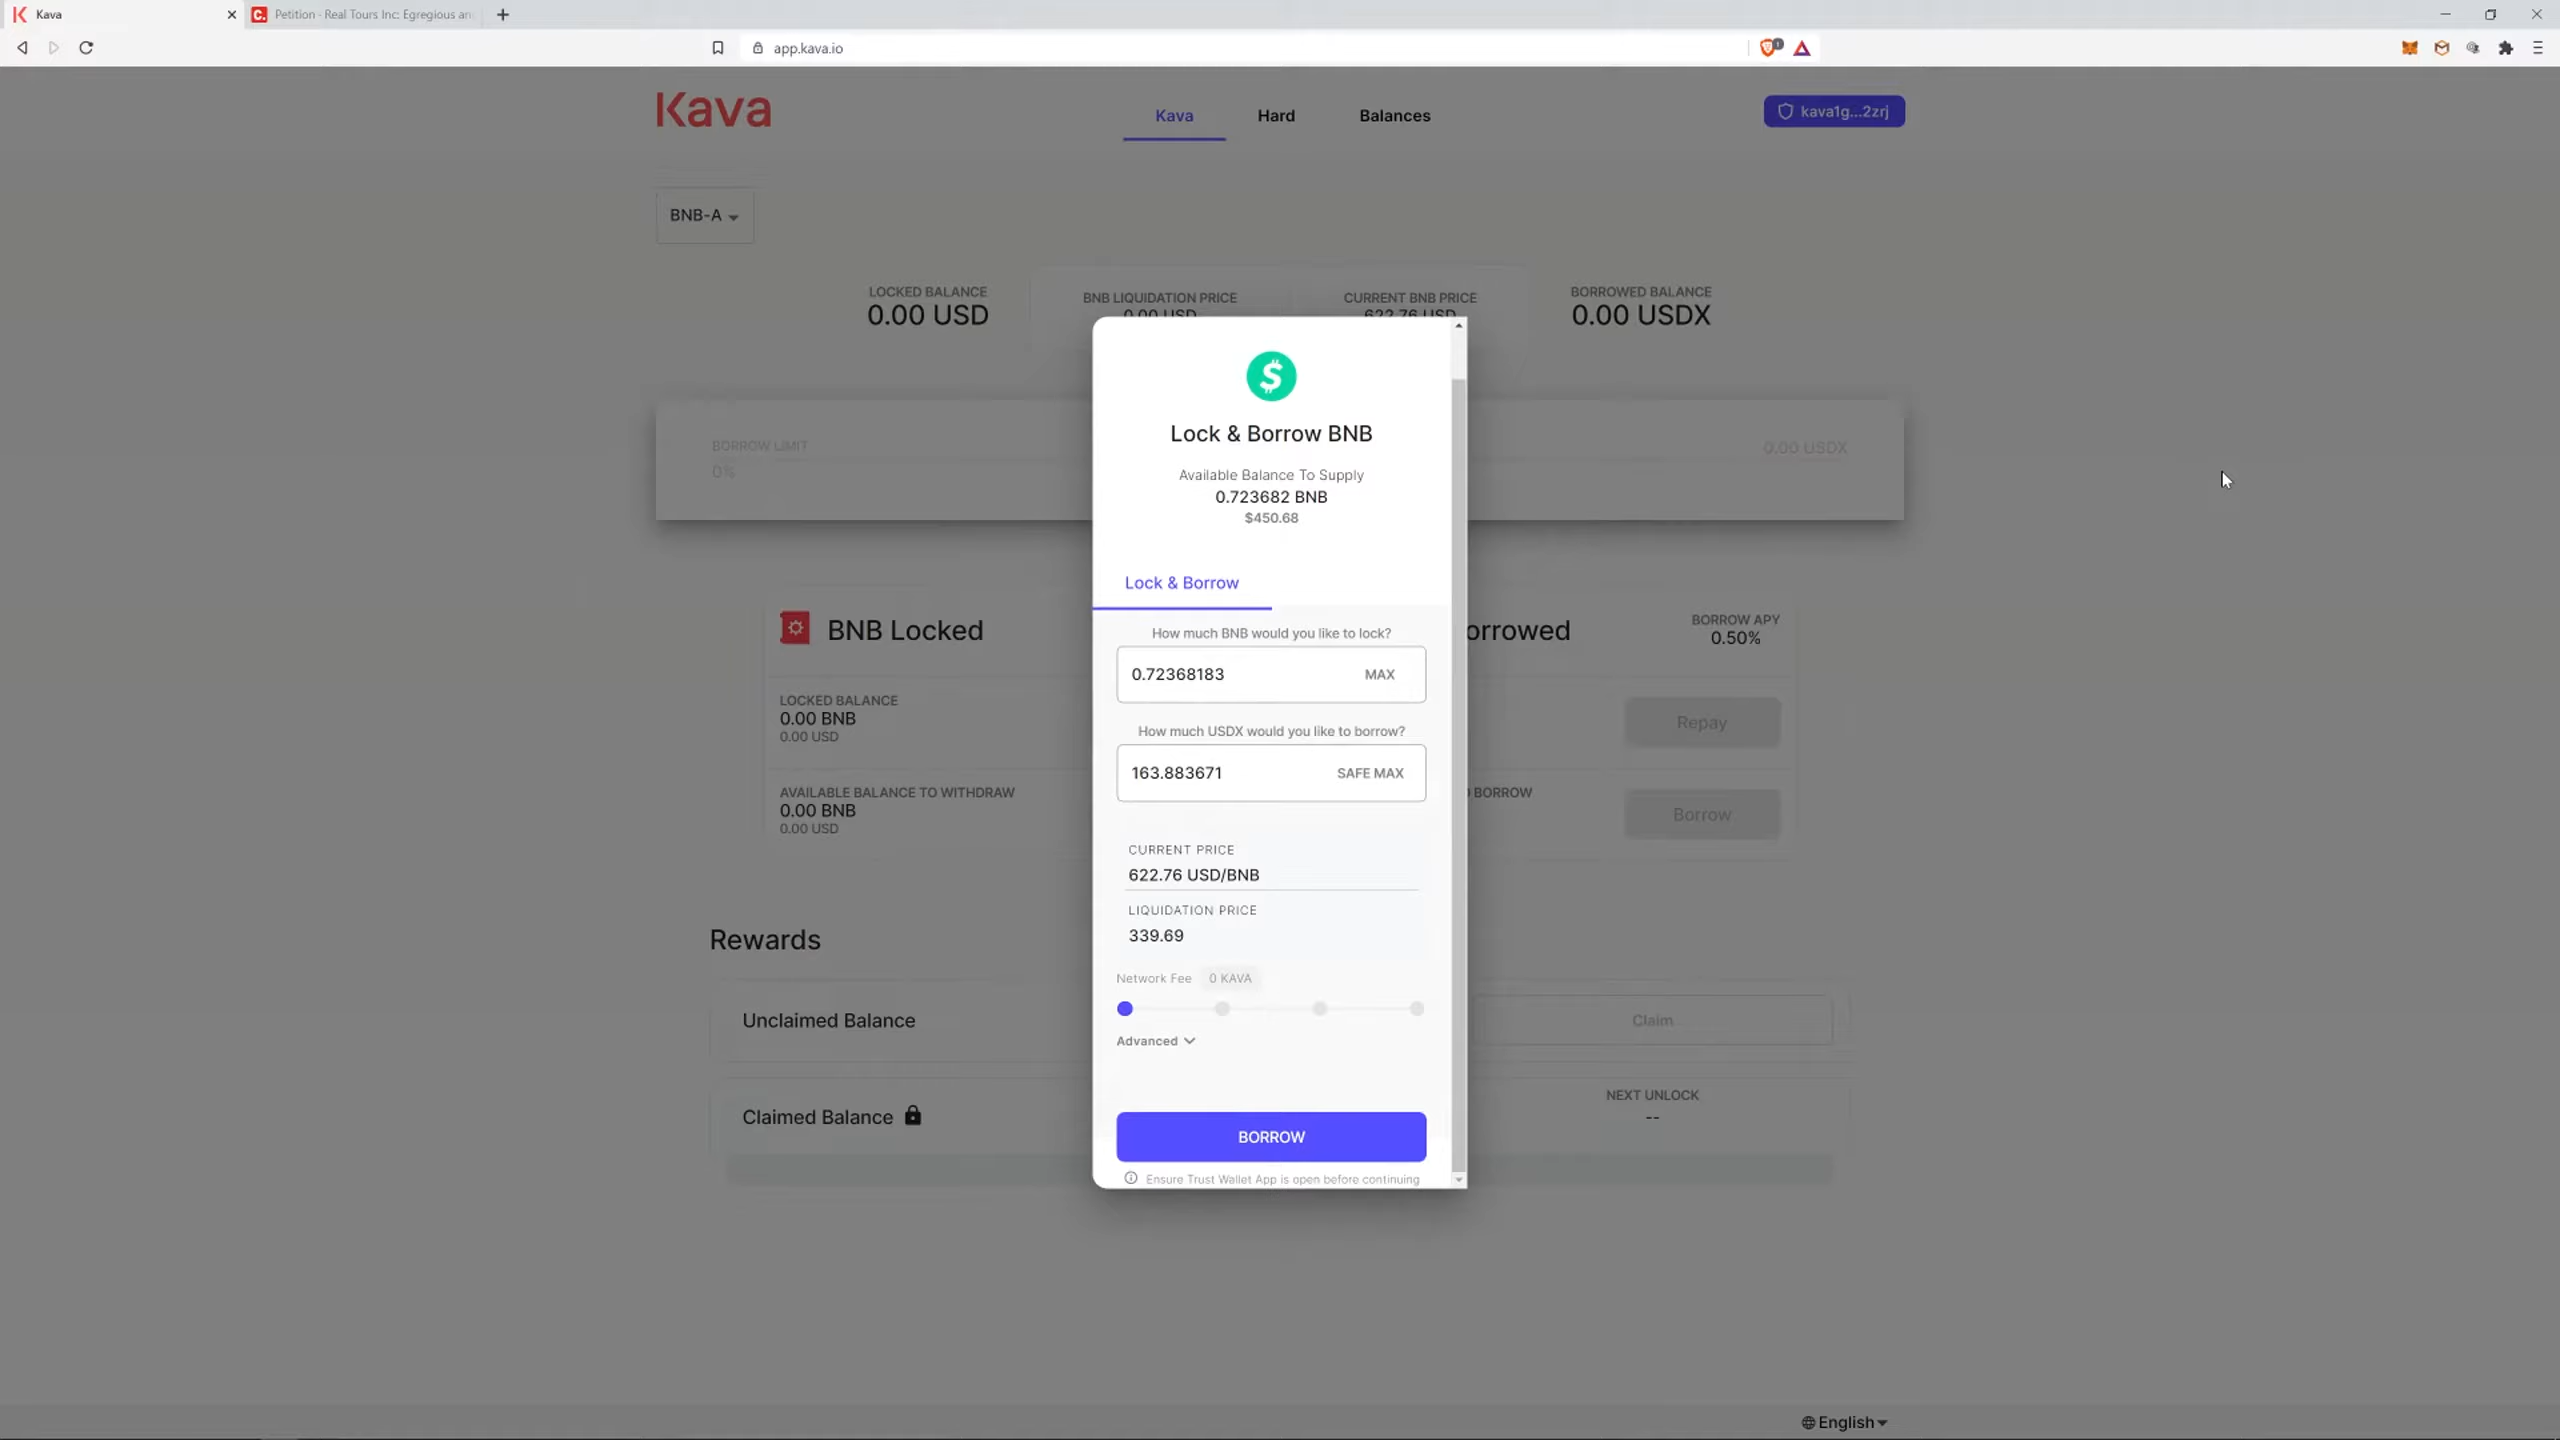 Kava
Petition · Real Tours Inc: Egregious an
app.kava.io
1
Kava
Kava
Hard
Balances
kava1g...2zrj
BNB-A
LOCKED BALANCE
0.00 USD
BNB LIQUIDATION PRICE
0.00 USD
CURRENT BNB PRICE
622.76 USD
BORROWED BALANCE
0.00 USDX
BORROW LIMIT
0%
0.00 USDX
Lock & Borrow BNB
Available Balance To Supply
0.723682 BNB
$450.68
Lock & Borrow
How much BNB would you like to lock?
0.72368183
MAX
How much USDX would you like to borrow?
163.883671
SAFE MAX
CURRENT PRICE
622.76 USD/BNB
LIQUIDATION PRICE
339.69
Network Fee
0 KAVA
Advanced
BORROW
Ensure Trust Wallet App is open before continuing
BNB Locked
LOCKED BALANCE
0.00 BNB
0.00 USD
AVAILABLE BALANCE TO WITHDRAW
0.00 BNB
0.00 USD
orrowed
BORROW APY
0.50%
Repay
BORROW
Borrow
Rewards
Unclaimed Balance
Claim
Claimed Balance
NEXT UNLOCK
--
English